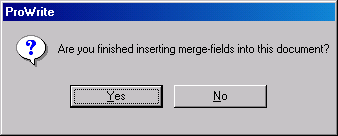 ProWrite
Are you finished inserting merge-fields into this document?
Yes
No